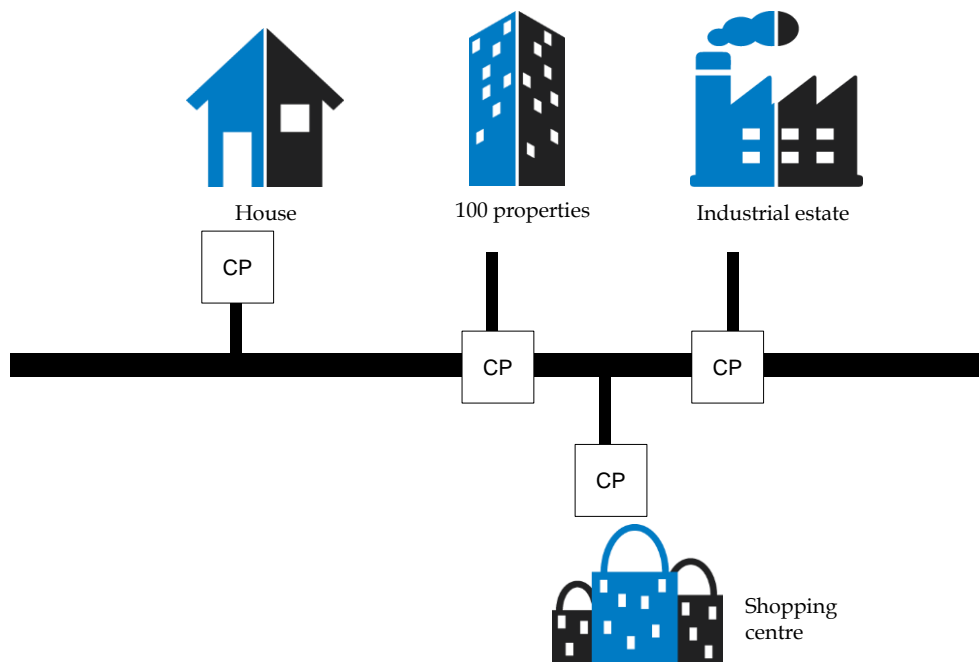 House
100 properties
Industrial estate
CP
CP
CP
CP
Shopping
centre